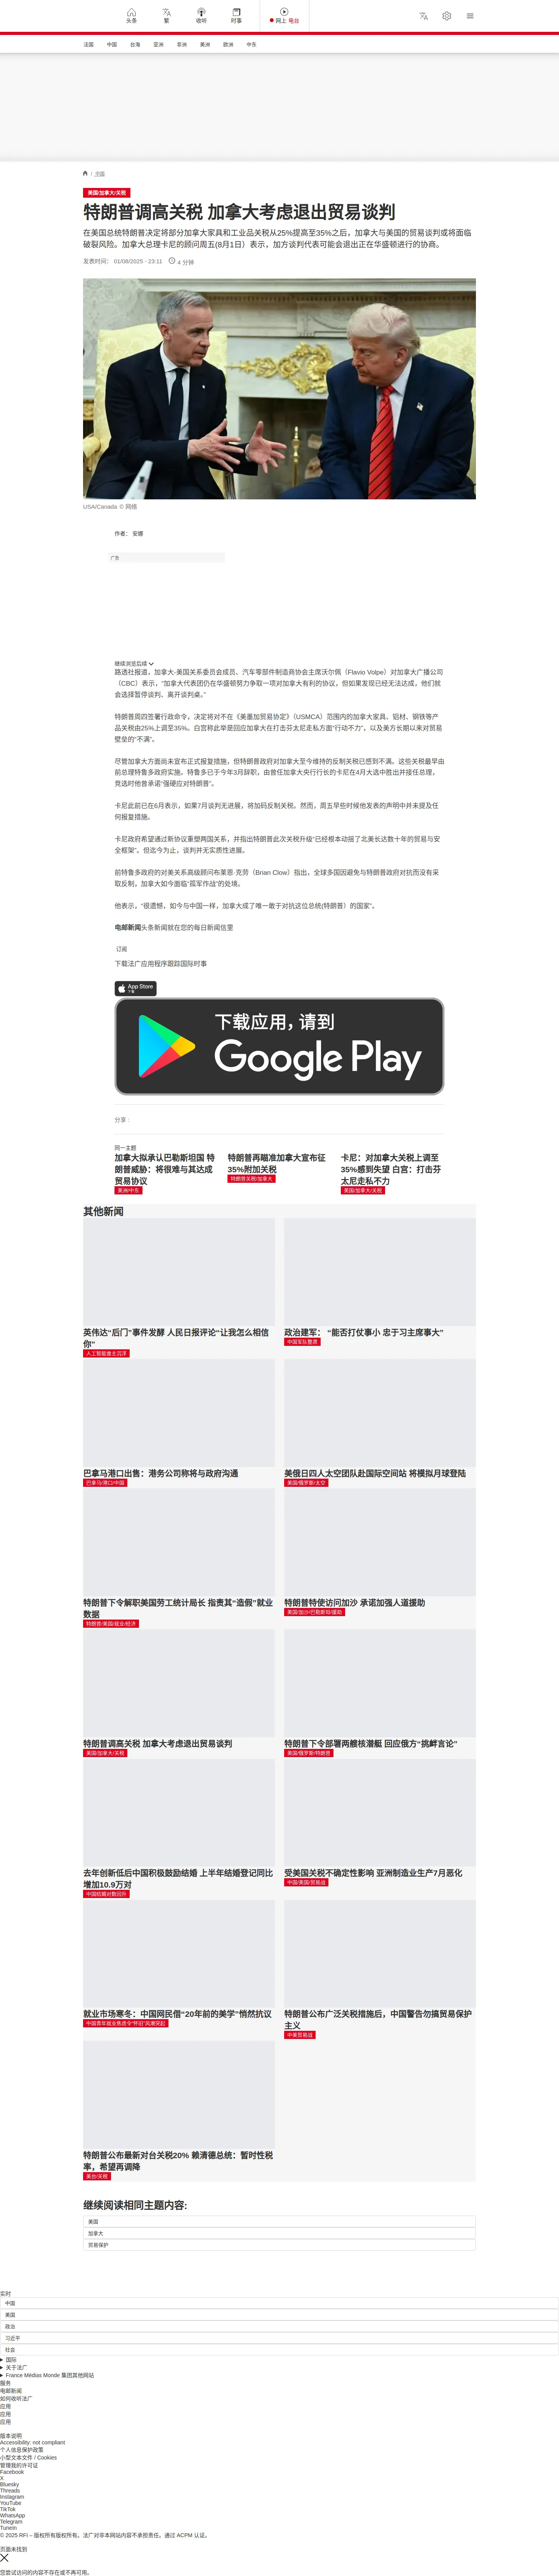 头条
繁
收听
时事
网上 电台
法国
中国
台海
亚洲
非洲
美洲
欧洲
中东
/ 中国
美国/加拿大/关税
特朗普调高关税 加拿大考虑退出贸易谈判
在美国总统特朗普决定将部分加拿大家具和工业品关税从25%提高至35%之后，加拿大与美国的贸易谈判或将面临
破裂风险。加拿大总理卡尼的顾问周五(8月1日）表示，加方谈判代表可能会退出正在华盛顿进行的协商。
发表时间： 01/08/2025 - 23:11 4 分钟
USA/Canada © 网络
作者： 安娜
广告
继续浏览后续
路透社报道，加拿大-美国关系委员会成员、汽车零部件制造商协会主席沃尔佩（Flavio Volpe）对加拿大广播公司
（CBC）表示，“加拿大代表团仍在华盛顿努力争取一项对加拿大有利的协议，但如果发现已经无法达成，他们就
会选择暂停谈判、离开谈判桌。”
特朗普周四签署行政命令，决定将对不在《美墨加贸易协定》（USMCA）范围内的加拿大家具、铝材、钢铁等产
品关税由25%上调至35%。白宫称此举是回应加拿大在打击芬太尼走私方面“行动不力”，以及美方长期以来对贸易
壁垒的“不满”。
尽管加拿大方面尚未宣布正式报复措施，但特朗普政府对加拿大至今维持的反制关税已感到不满。这些关税最早由
前总理特鲁多政府实施。特鲁多已于今年3月辞职，由曾任加拿大央行行长的卡尼在4月大选中胜出并接任总理，
竞选时他曾承诺“强硬应对特朗普”。
卡尼此前已在6月表示，如果7月谈判无进展，将加码反制关税。然而，周五早些时候他发表的声明中并未提及任
何报复措施。
卡尼政府希望通过新协议重塑两国关系，并指出特朗普此次关税升级“已经根本动摇了北美长达数十年的贸易与安
全框架”。但迄今为止，谈判并无实质性进展。
前特鲁多政府的对美关系高级顾问布莱恩·克劳（Brian Clow）指出，全球多国因避免与特朗普政府对抗而没有采
取反制，加拿大如今面临“孤军作战”的处境。
他表示，“很遗憾，如今与中国一样，加拿大成了唯一敢于对抗这位总统(特朗普）的国家”。
电邮新闻头条新闻就在您的每日新闻信里
订阅
下载法广应用程序跟踪国际时事
App Store
下载
下载应用，请到
Google Play
分享 :
同一主题
加拿大拟承认巴勒斯坦国 特
朗普威胁：将很难与其达成
贸易协议
美洲/中东
特朗普再瞄准加拿大宣布征
35%附加关税
特朗普关税/加拿大
卡尼：对加拿大关税上调至
35%感到失望 白宫：打击芬
太尼走私不力
美国/加拿大/关税
其他新闻
英伟达“后门”事件发酵 人民日报评论“让我怎么相信
你”
人工智能救主沉浮
政治建军： “能否打仗事小 忠于习主席事大”
中国军队整肃
巴拿马港口出售：港务公司称将与政府沟通
巴拿马/港口/中国
美俄日四人太空团队赴国际空间站 将模拟月球登陆
美国/俄罗斯/太空
特朗普下令解职美国劳工统计局长 指责其“造假”就业
数据
特朗普/美国/就业/经济
特朗普特使访问加沙 承诺加强人道援助
美国/加沙/巴勒斯坦/援助
特朗普调高关税 加拿大考虑退出贸易谈判
美国/加拿大/关税
特朗普下令部署两艘核潜艇 回应俄方“挑衅言论”
美国/俄罗斯/特朗普
去年创新低后中国积极鼓励结婚 上半年结婚登记同比
增加10.9万对
中国结婚对数回升
受美国关税不确定性影响 亚洲制造业生产7月恶化
中国/美国/贸易战
就业市场寒冬：中国网民借“20年前的美学”悄然抗议
中国青年就业焦虑令“怀旧”风潮突起
特朗普公布广泛关税措施后，中国警告勿搞贸易保护
主义
中美贸易战
特朗普公布最新对台关税20% 赖清德总统：暂时性税
率，希望再调降
美台/关税
继续阅读相同主题内容:
美国
加拿大
贸易保护
实时
中国
美国
政治
习近平
社会
国际
关于法广
France Médias Monde 集团其他网站
服务
电邮新闻
如何收听法广
应用
应用
应用
版本说明
Accessibility: not compliant
个人信息保护政策
小型文本文件 / Cookies
管理我的许可证
Facebook
X
Bluesky
Threads
Instagram
YouTube
TikTok
WhatsApp
Telegram
TuneIn
© 2025 RFI – 版权所有版权所有。法广对非本网站内容不承担责任。通过 ACPM 认证。
页面未找到
您尝试访问的内容不存在或不再可用。